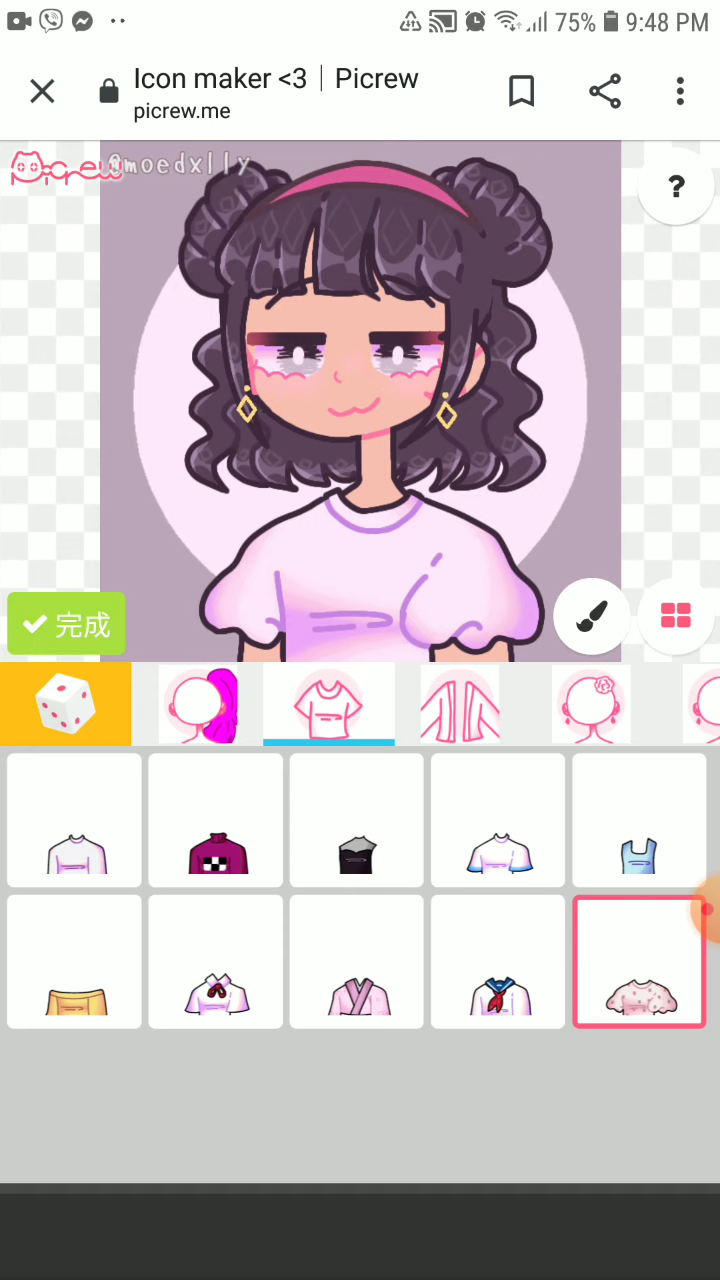 75% 9:48 PM
Icon maker <3｜Picrew
picrew.me
Picrew @moedxlly
?
完成